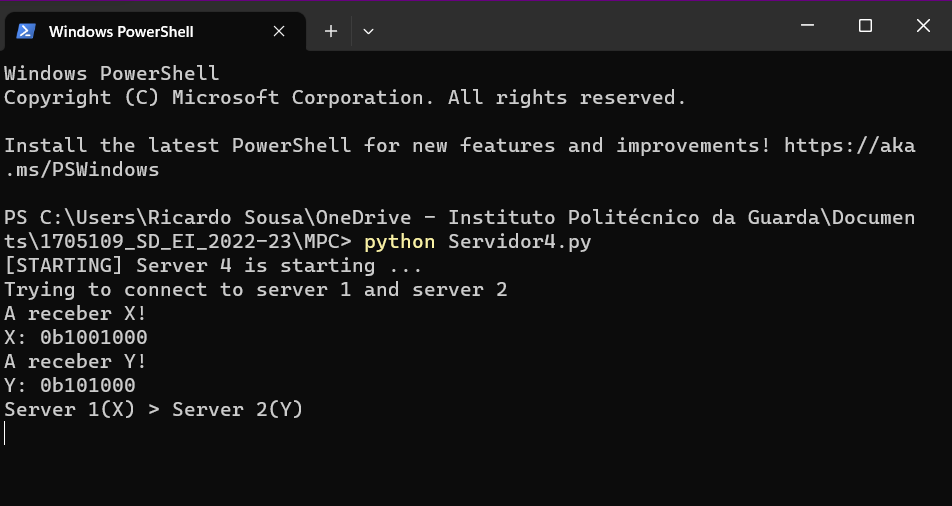 Windows PowerShell
Windows PowerShell
Copyright (C) Microsoft Corporation. All rights reserved.
Install the latest PowerShell for new features and improvements! https://aka
.ms/PSWindows
PS C:\Users\Ricardo Sousa\OneDrive - Instituto Politécnico da Guarda\Documen
ts\1705109_SD_EI_2022-23\MPC> python Servidor4.py
[STARTING] Server 4 is starting ...
Trying to connect to server 1 and server 2
A receber X!
X: 0b1001000
A receber Y!
Y: 0b101000
Server 1(X) > Server 2(Y)